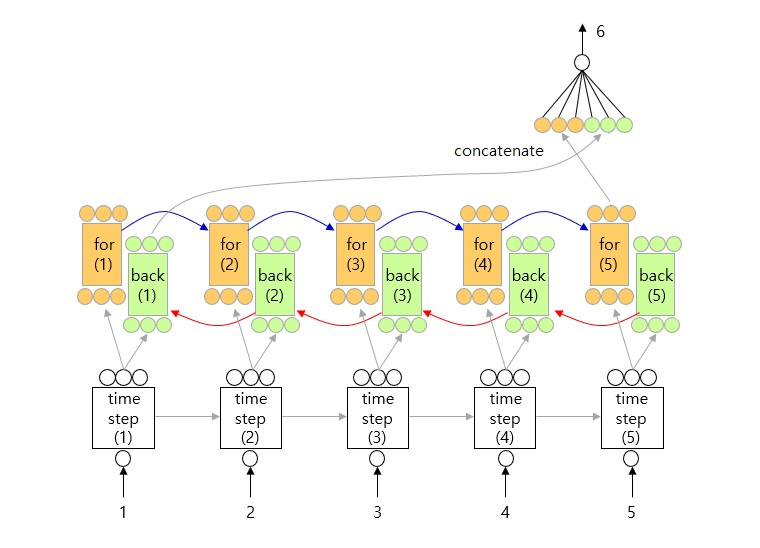 6
concatenate
for
(1)
for
(2)
for
(3)
for
(4)
for
(5)
back
(1)
back
(2)
back
(3)
back
(4)
back
(5)
time
step
(1)
time
step
(2)
time
step
(3)
time
step
(4)
time
step
(5)
1
2
3
4
5